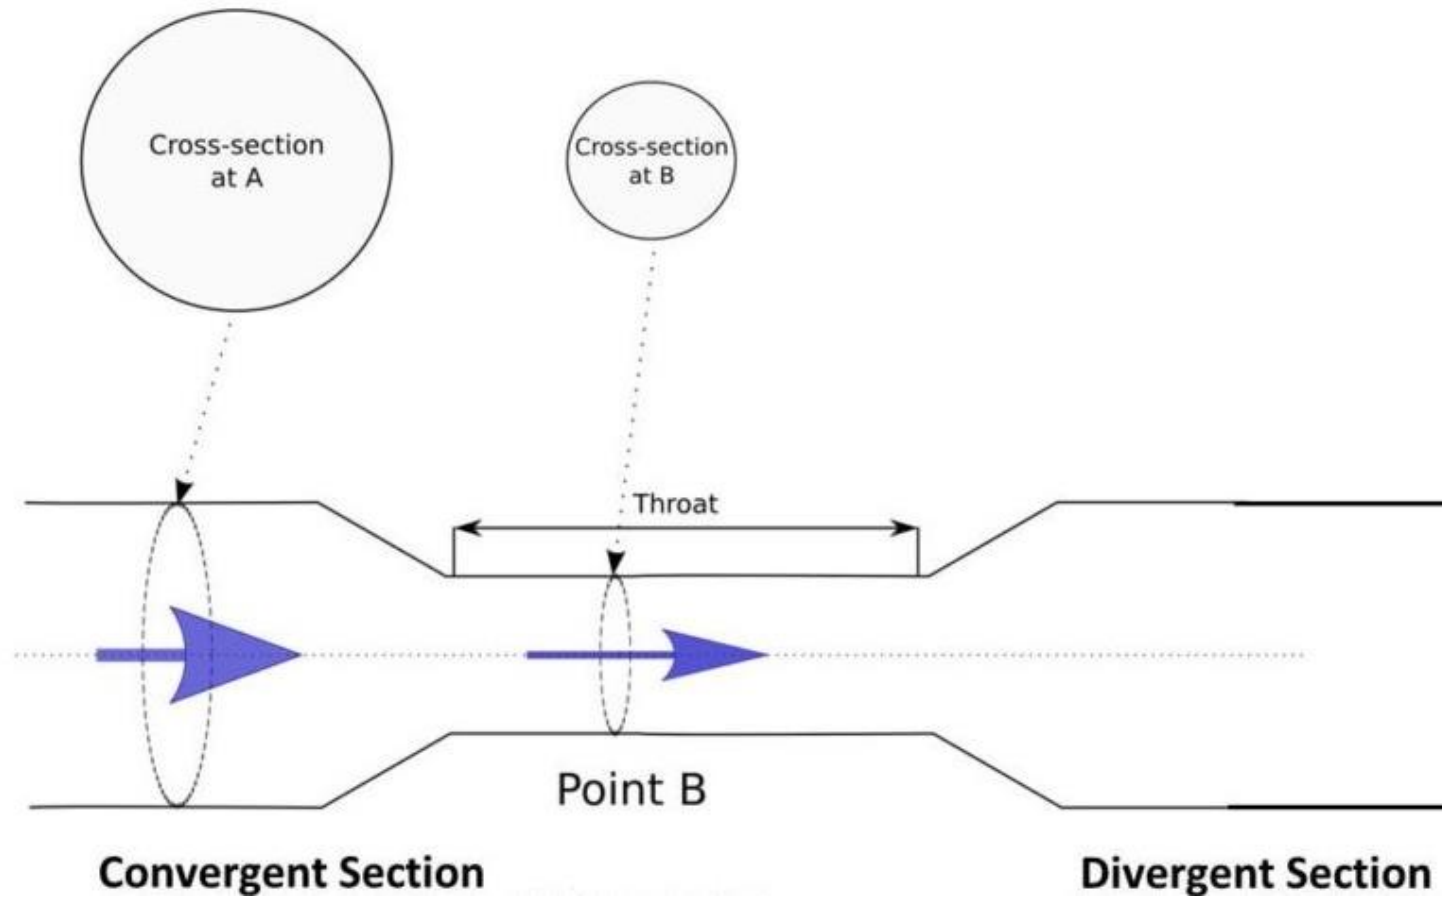 Cross-section
at A
Cross-section
at B
Throat
Point B
Convergent Section
Divergent Section